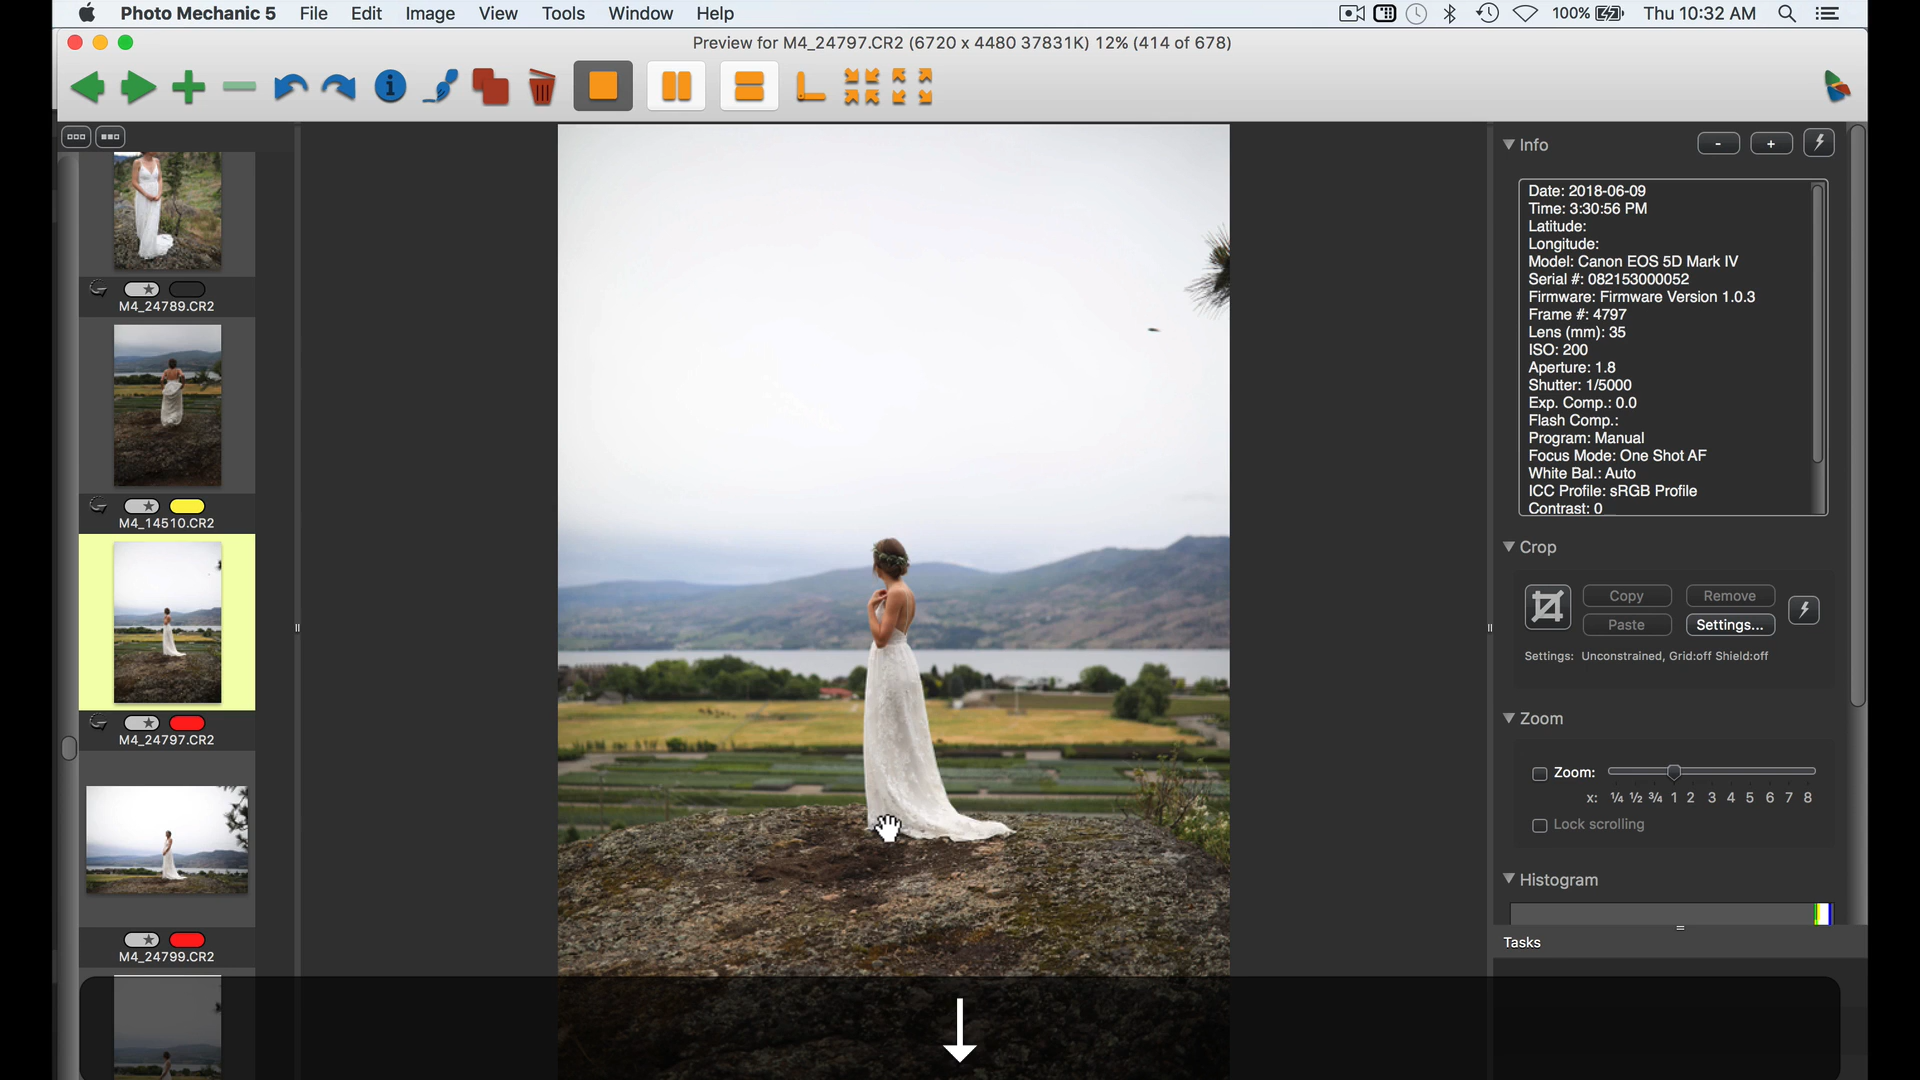 Photo Mechanic 5 File Edit Image View Tools Window Help 100% Thu 10:32 AM
Preview for M4_24797.CR2 (6720 x 4480 37831K) 12% (414 of 678)
M4_24789.CR2
M4_14510.CR2
M4_24797.CR2
M4_24799.CR2
Info - +
Date: 2018-06-09
Time: 3:30:56 PM
Latitude:
Longitude:
Model: Canon EOS 5D Mark IV
Serial #: 082153000052
Firmware: Firmware Version 1.0.3
Frame #: 4797
Lens (mm): 35
ISO: 200
Aperture: 1.8
Shutter: 1/5000
Exp. Comp.: 0.0
Flash Comp.:
Program: Manual
Focus Mode: One Shot AF
White Bal.: Auto
ICC Profile: sRGB Profile
Contrast: 0
Crop
Copy Remove
Paste Settings...
Settings: Unconstrained, Grid:off Shield:off
Zoom
Zoom:
x: ¼ ½ ¾ 1 2 3 4 5 6 7 8
Lock scrolling
Histogram
Tasks